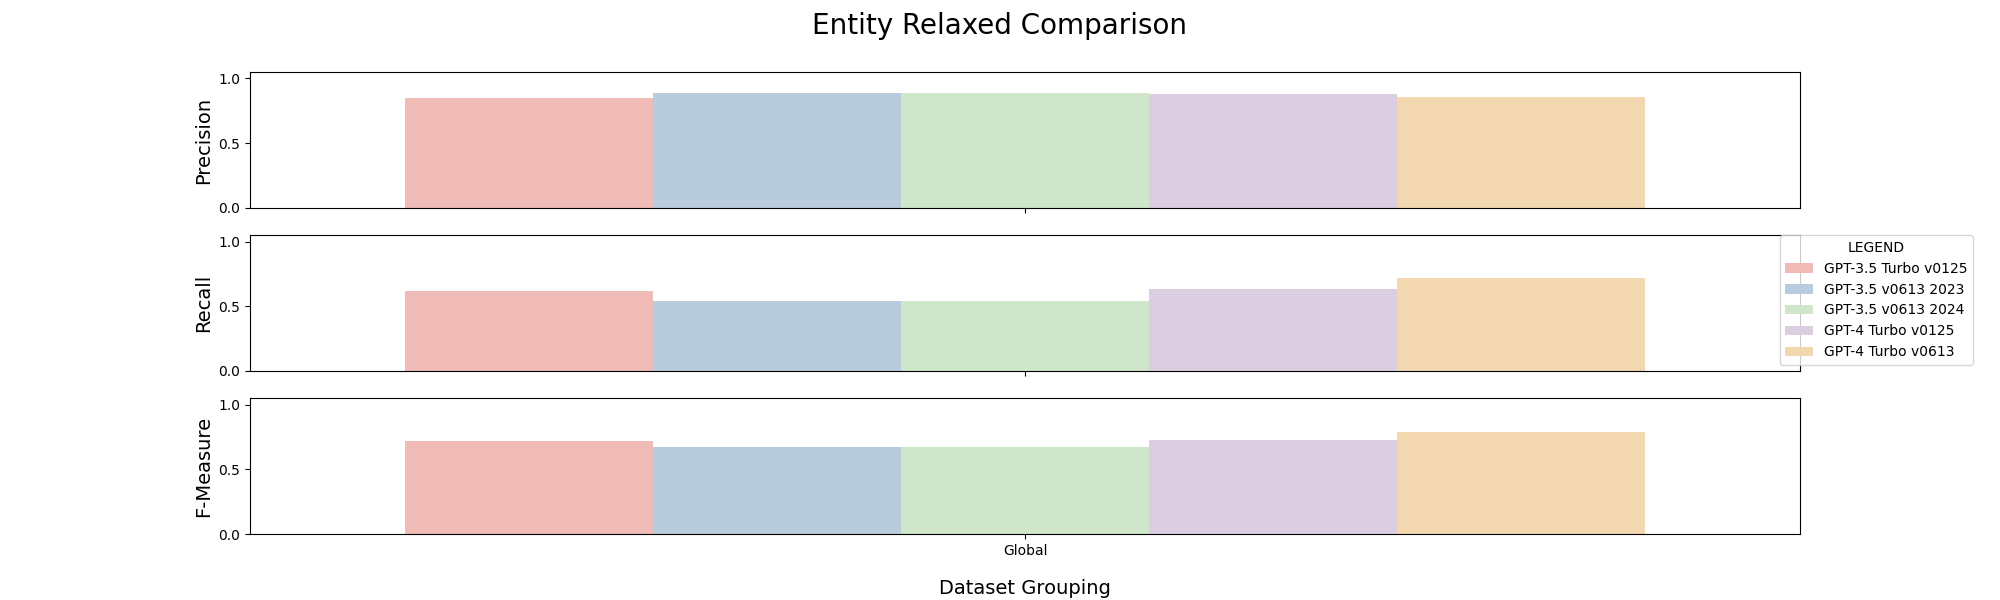 Entity Relaxed Comparison
Precision
1.0
0.5
0.0
Recall
1.0
0.5
0.0
LEGEND
GPT-3.5 Turbo v0125
GPT-3.5 v0613 2023
GPT-3.5 v0613 2024
GPT-4 Turbo v0125
GPT-4 Turbo v0613
F-Measure
1.0
0.5
0.0
Global
Dataset Grouping